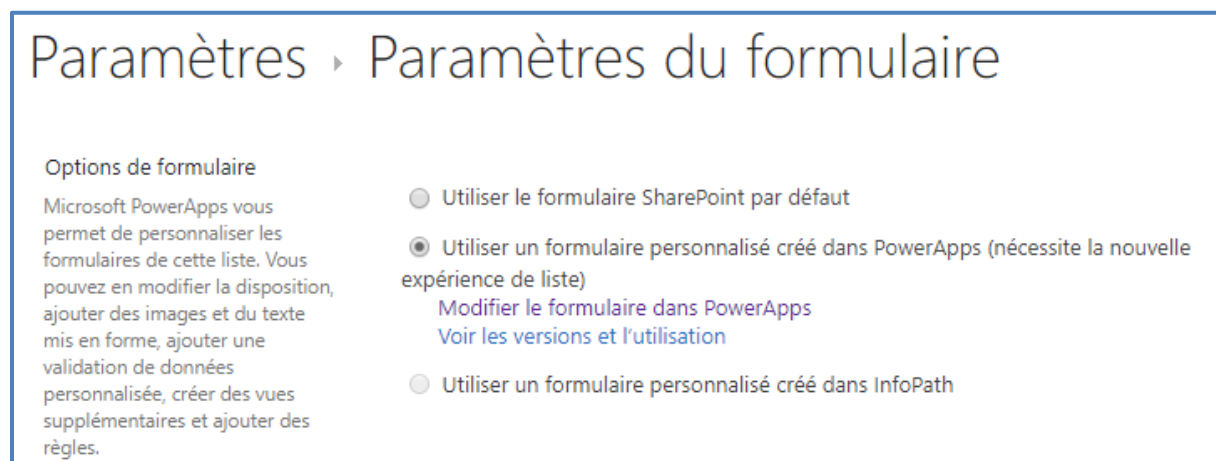 Paramètres ▸ Paramètres du formulaire
Options de formulaire
Microsoft PowerApps vous
permet de personnaliser les
formulaires de cette liste. Vous
pouvez en modifier la disposition,
ajouter des images et du texte
mis en forme, ajouter une
validation de données
personnalisée, créer des vues
supplémentaires et ajouter des
règles.
Utiliser le formulaire SharePoint par défaut
Utiliser un formulaire personnalisé créé dans PowerApps (nécessite la nouvelle
expérience de liste)
Modifier le formulaire dans PowerApps
Voir les versions et l'utilisation
Utiliser un formulaire personnalisé créé dans InfoPath